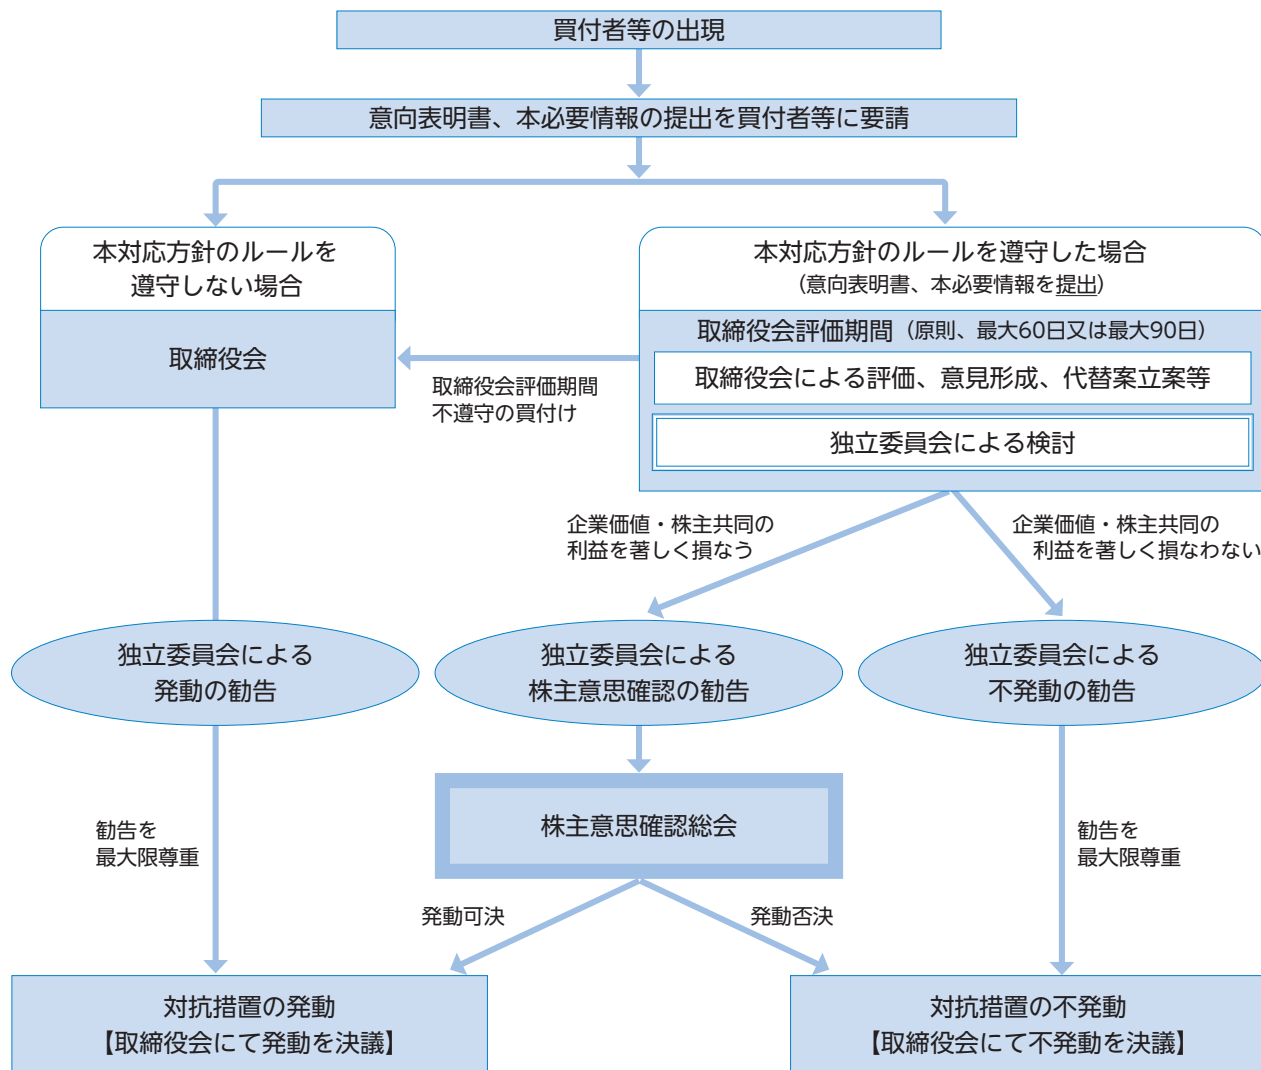 買付者等の出現
意向表明書、本必要情報の提出を買付者等に要請
本対応方針のルールを
遵守しない場合
取締役会
本対応方針のルールを遵守した場合
（意向表明書、本必要情報を提出）
取締役会評価期間（原則、最大60日又は最大90日）
取締役会による評価、意見形成、代替案立案等
独立委員会による検討
取締役会評価期間
不遵守の買付け
企業価値・株主共同の
利益を著しく損なう
企業価値・株主共同の
利益を著しく損なわない
独立委員会による
発動の勧告
独立委員会による
株主意思確認の勧告
独立委員会による
不発動の勧告
株主意思確認総会
勧告を
最大限尊重
勧告を
最大限尊重
発動可決
発動否決
対抗措置の発動
【取締役会にて発動を決議】
対抗措置の不発動
【取締役会にて不発動を決議】